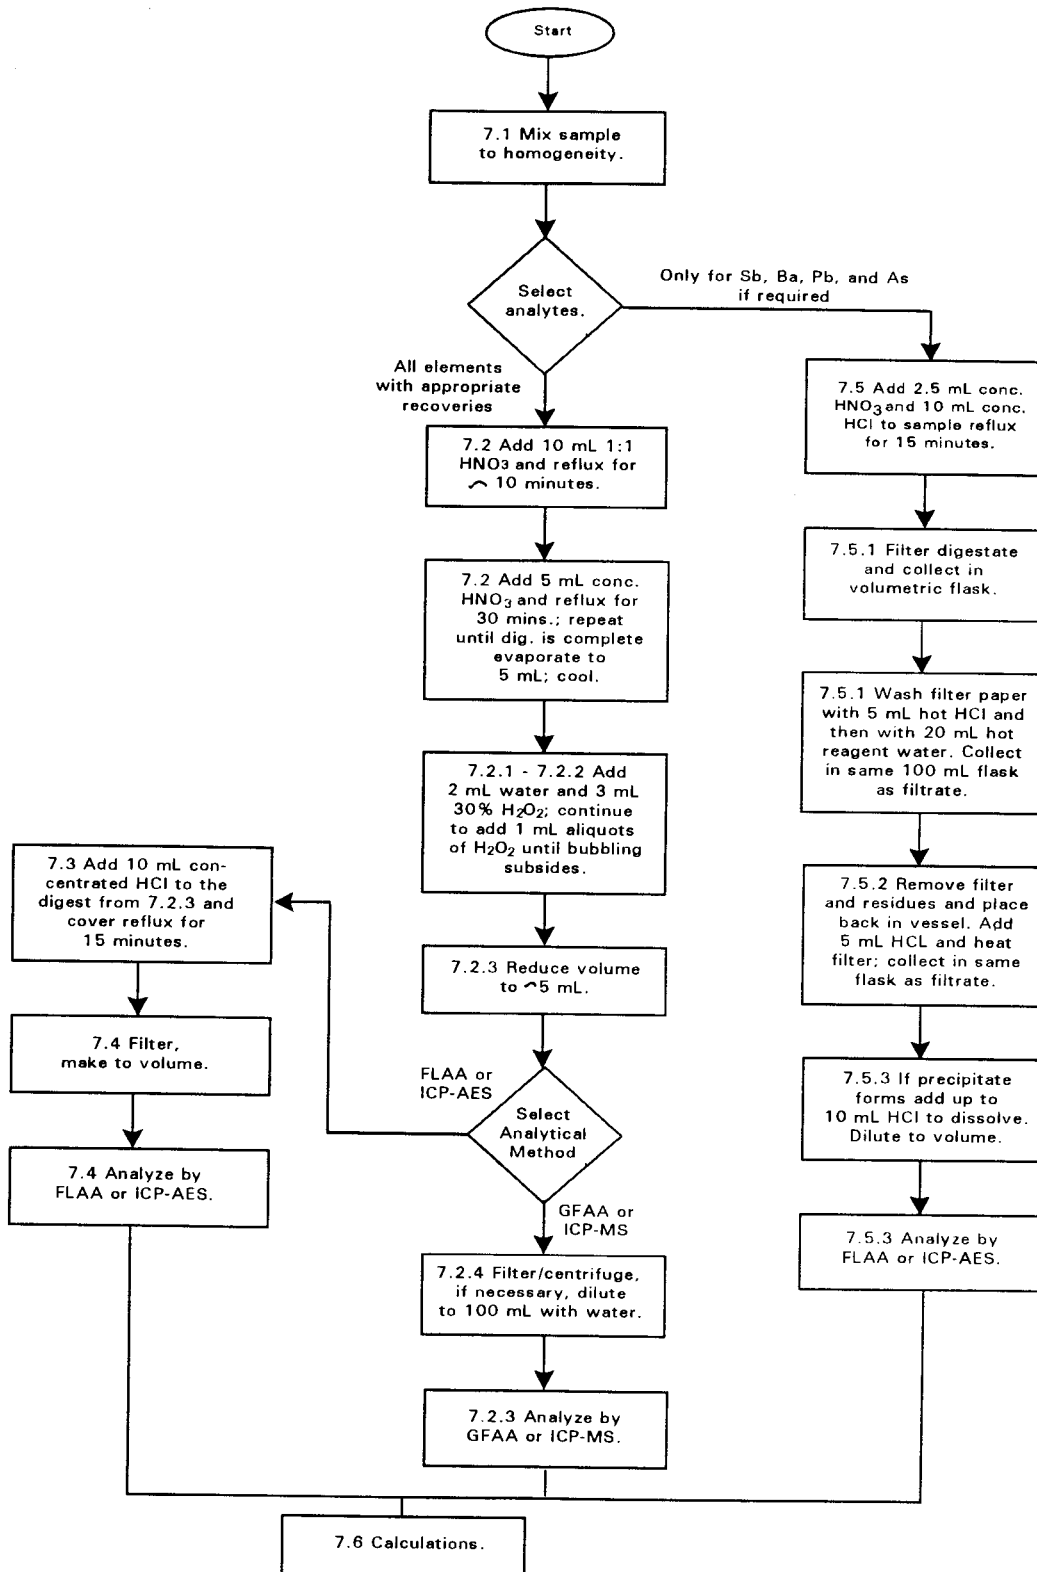 Start
7.1 Mix sample
to homogeneity.
Select
analytes.
Only for Sb, Ba, Pb, and As
if required
All elements
with appropriate
recoveries
7.2 Add 10 mL 1:1
HNO3 and reflux for
~ 10 minutes.
7.2 Add 5 mL conc.
HNO3 and reflux for
30 mins.; repeat
until dig. is complete
evaporate to
5 mL; cool.
7.2.1 - 7.2.2 Add
2 mL water and 3 mL
30% H2O2; continue
to add 1 mL aliquots
of H2O2 until bubbling
subsides.
7.2.3 Reduce volume
to ~5 mL.
Select
Analytical
Method
FLAA or
ICP-AES
7.3 Add 10 mL con-
centrated HCl to the
digest from 7.2.3 and
cover reflux for
15 minutes.
7.4 Filter,
make to volume.
7.4 Analyze by
FLAA or ICP-AES.
GFAA or
ICP-MS
7.2.4 Filter/centrifuge,
if necessary, dilute
to 100 mL with water.
7.2.3 Analyze by
GFAA or ICP-MS.
7.5 Add 2.5 mL conc.
HNO3 and 10 mL conc.
HCl to sample reflux
for 15 minutes.
7.5.1 Filter digestate
and collect in
volumetric flask.
7.5.1 Wash filter paper
with 5 mL hot HCl and
then with 20 mL hot
reagent water. Collect
in same 100 mL flask
as filtrate.
7.5.2 Remove filter
and residues and place
back in vessel. Add
5 mL HCL and heat
filter; collect in same
flask as filtrate.
7.5.3 If precipitate
forms add up to
10 mL HCl to dissolve.
Dilute to volume.
7.5.3 Analyze by
FLAA or ICP-AES.
7.6 Calculations.